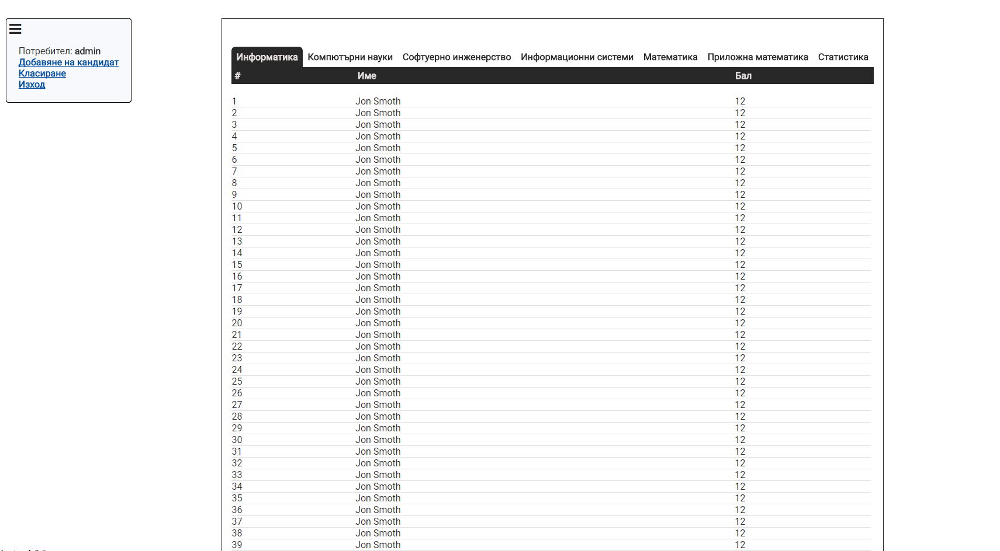 Потребител: admin
Добавяне на кандидат
Класиране
Изход
Информатика Компютърни науки Софтуерно инженерство Информационни системи Математика Приложна математика Статистика
# Име Бал
1 Jon Smoth 12
2 Jon Smoth 12
3 Jon Smoth 12
4 Jon Smoth 12
5 Jon Smoth 12
6 Jon Smoth 12
7 Jon Smoth 12
8 Jon Smoth 12
9 Jon Smoth 12
10 Jon Smoth 12
11 Jon Smoth 12
12 Jon Smoth 12
13 Jon Smoth 12
14 Jon Smoth 12
15 Jon Smoth 12
16 Jon Smoth 12
17 Jon Smoth 12
18 Jon Smoth 12
19 Jon Smoth 12
20 Jon Smoth 12
21 Jon Smoth 12
22 Jon Smoth 12
23 Jon Smoth 12
24 Jon Smoth 12
25 Jon Smoth 12
26 Jon Smoth 12
27 Jon Smoth 12
28 Jon Smoth 12
29 Jon Smoth 12
30 Jon Smoth 12
31 Jon Smoth 12
32 Jon Smoth 12
33 Jon Smoth 12
34 Jon Smoth 12
35 Jon Smoth 12
36 Jon Smoth 12
37 Jon Smoth 12
38 Jon Smoth 12
39 Jon Smoth 12